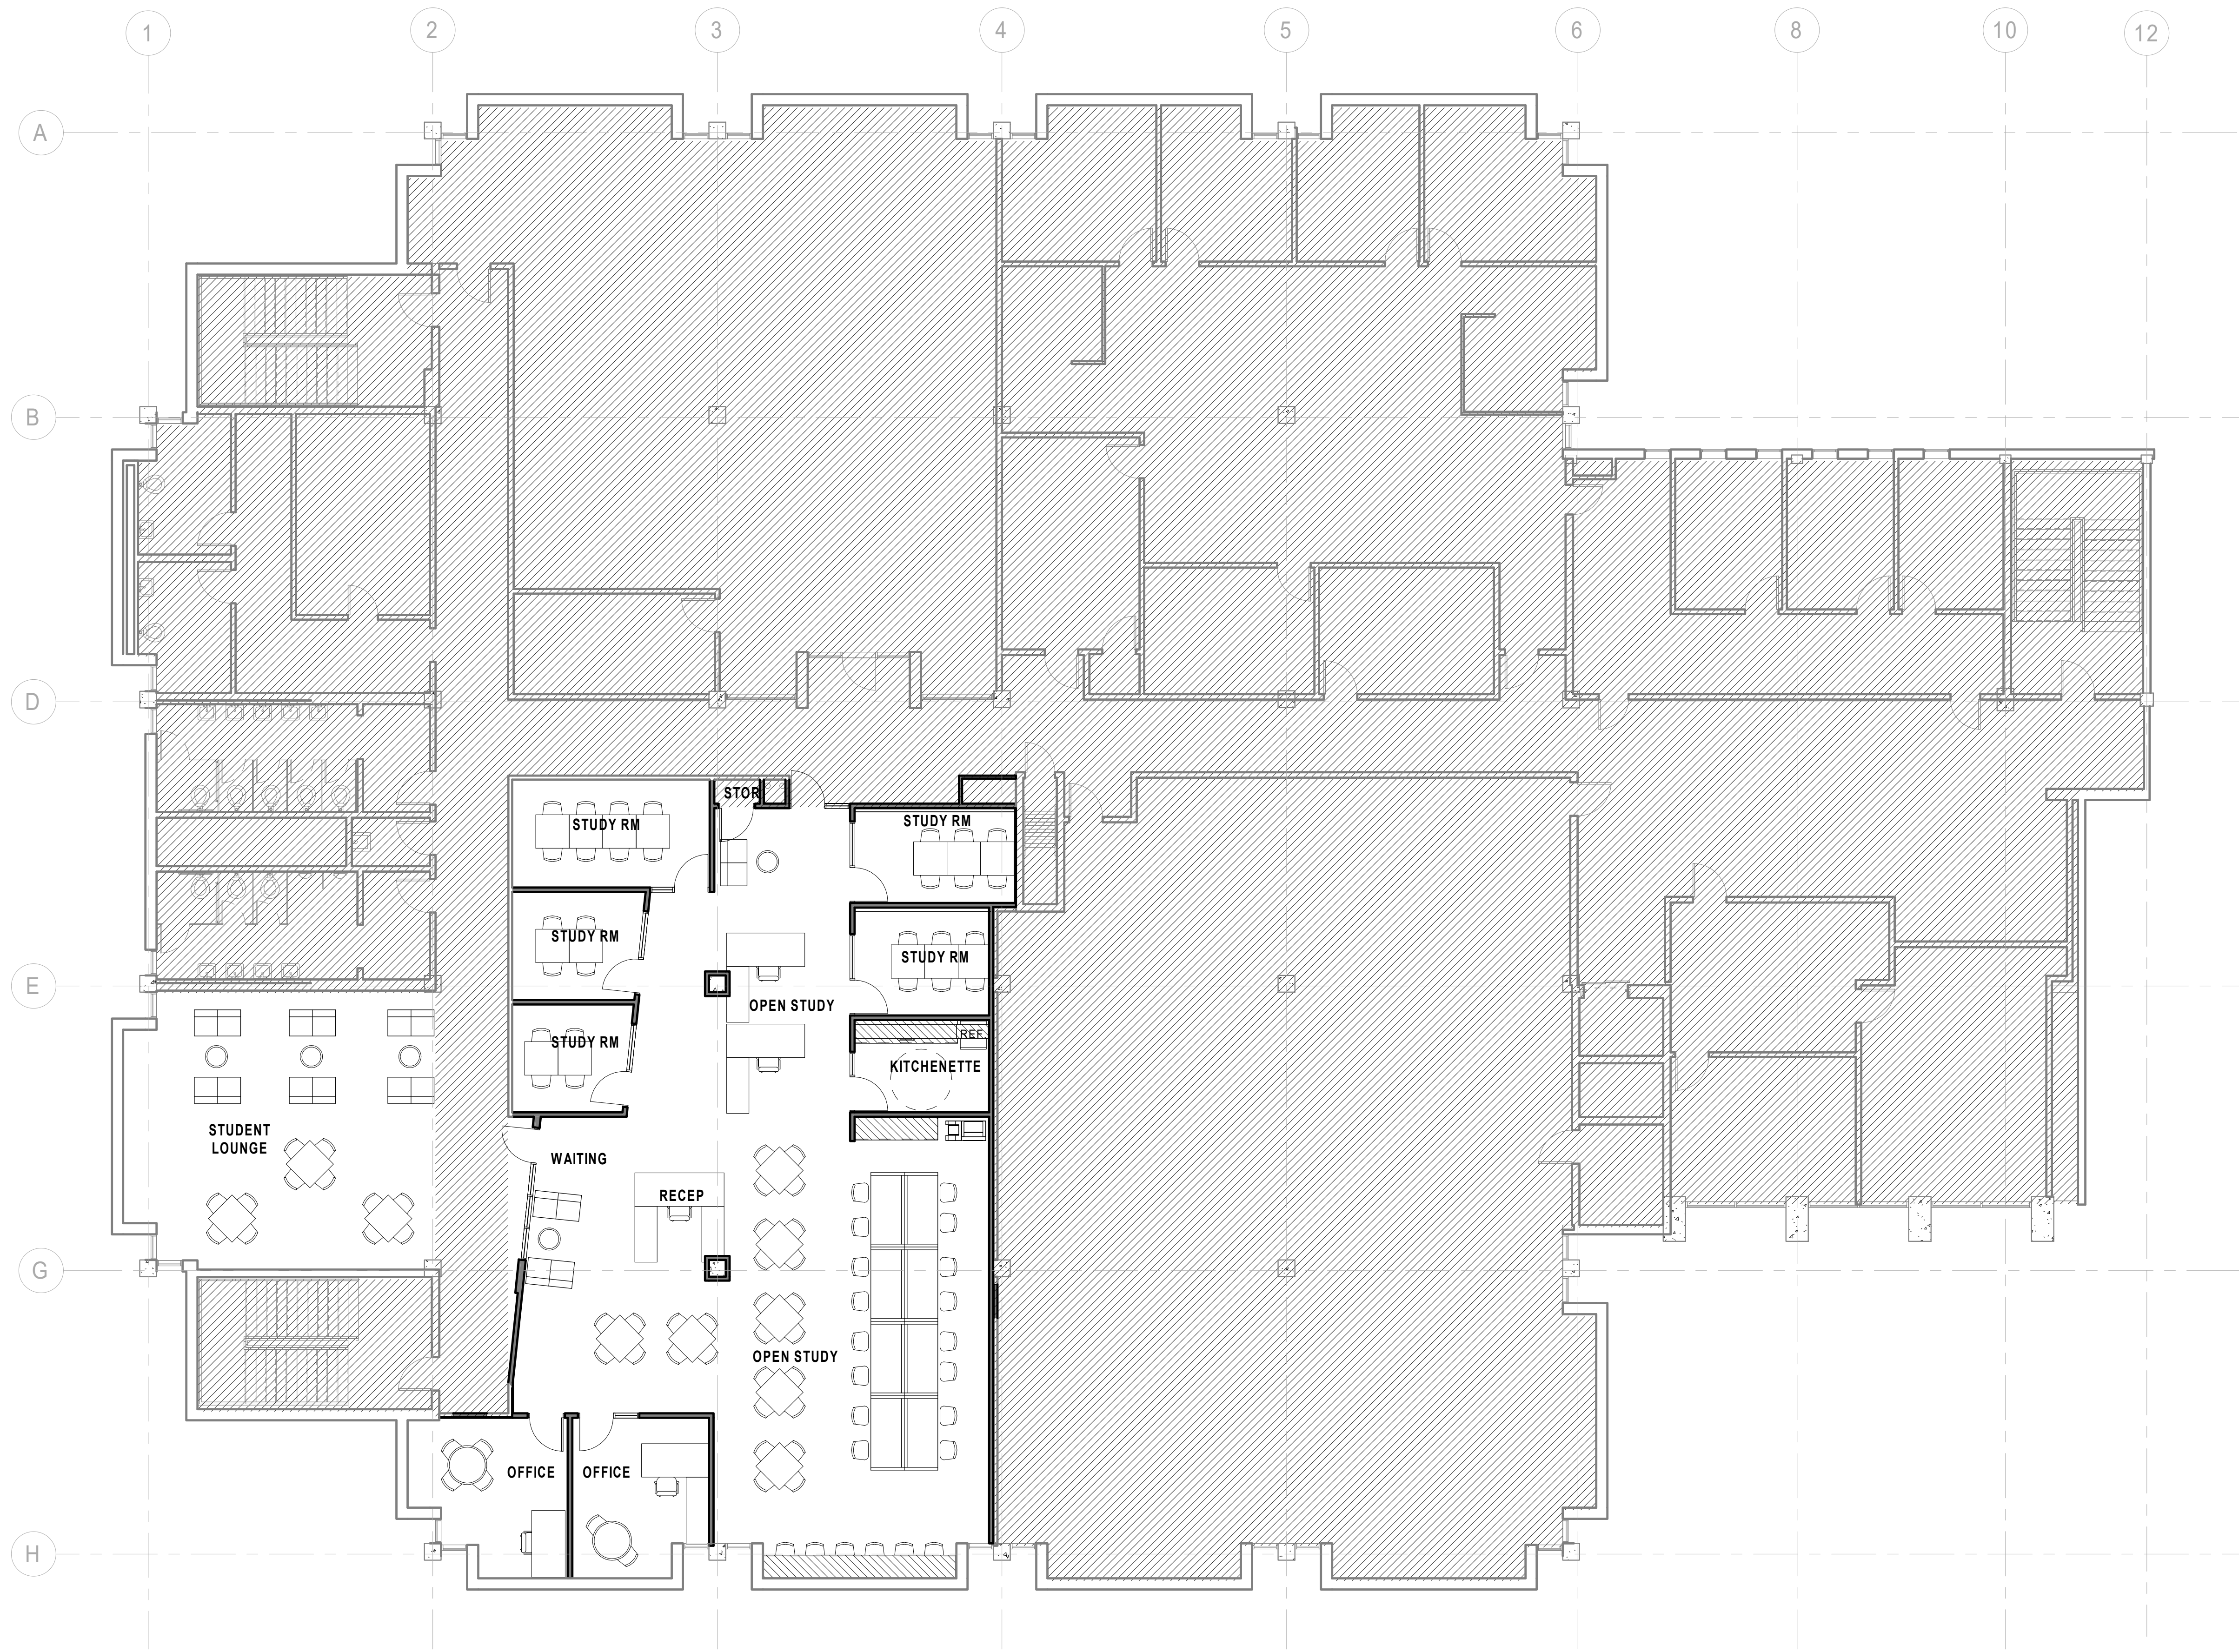 1
2
3
4
5
6
8
10
12
A
B
D
E
G
H
STOR
STUDY RM
STUDY RM
STUDY RM
STUDY RM
OPEN STUDY
REF
STUDY RM
KITCHENETTE
STUDENT
LOUNGE
WAITING
RECEP
OPEN STUDY
OFFICE
OFFICE